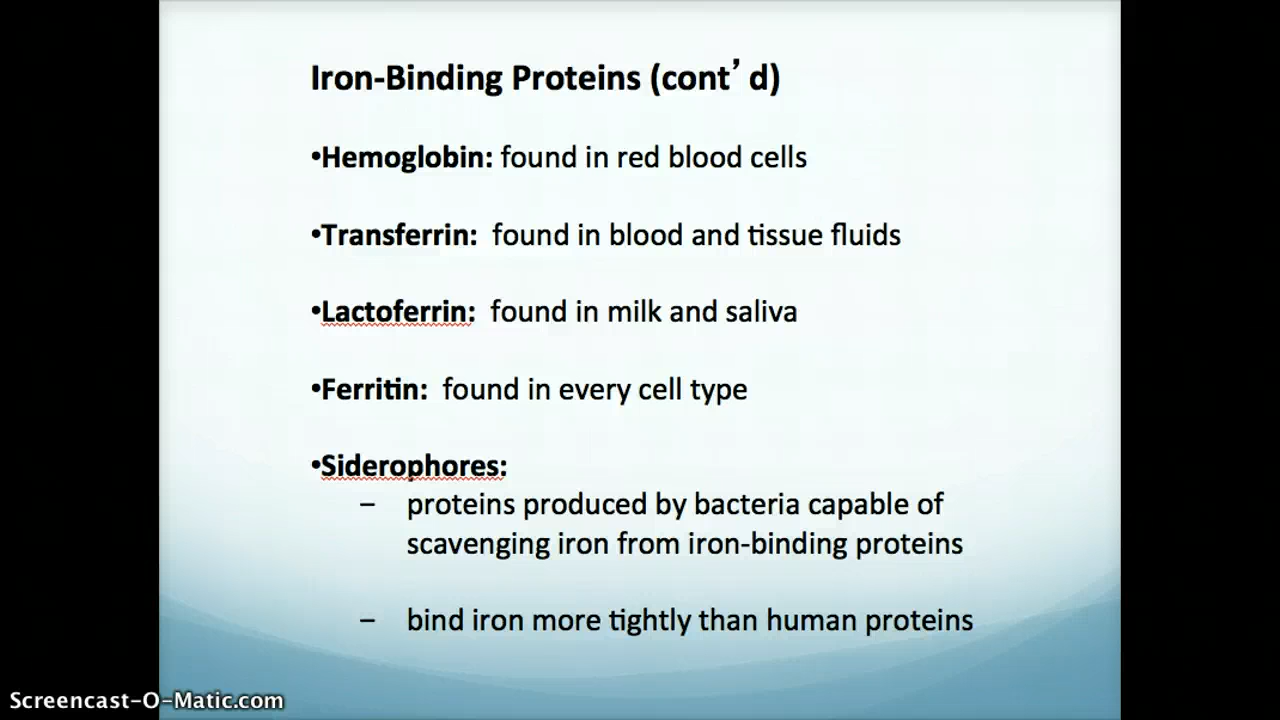 Iron-Binding Proteins (cont’d)
•Hemoglobin: found in red blood cells
•Transferrin: found in blood and tissue fluids
•Lactoferrin: found in milk and saliva
•Ferritin: found in every cell type
•Siderophores:
– proteins produced by bacteria capable of
scavenging iron from iron-binding proteins
– bind iron more tightly than human proteins
Screencast-O-Matic.com